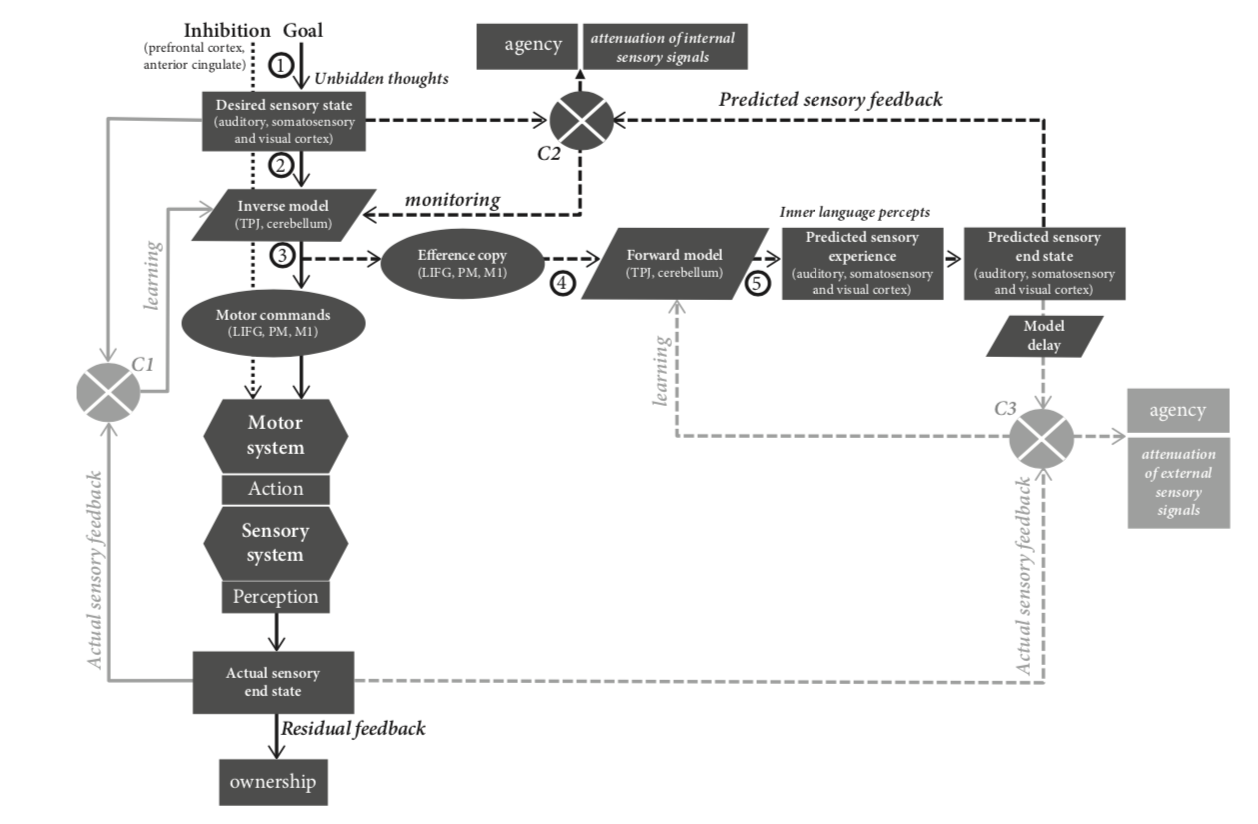 Inhibition Goal
(prefrontal cortex,
anterior cingulate)
1
Unbidden thoughts
agency
attenuation of internal
sensory signals
Desired sensory state
(auditory, somatosensory
and visual cortex)
C2
Predicted sensory feedback
2
Inverse model
(TPJ, cerebellum)
monitoring
learning
3
Efference copy
(LIFG, PM, M1)
4
Forward model
(TPJ, cerebellum)
5
Inner language percepts
Predicted sensory
experience
(auditory, somatosensory
and visual cortex)
Predicted sensory
end state
(auditory, somatosensory
and visual cortex)
Motor commands
(LIFG, PM, M1)
Model
delay
C1
learning
C3
agency
attenuation
of external
sensory
signals
Motor
system
Action
Sensory
system
Perception
Actual sensory feedback
Actual sensory feedback
Actual sensory
end state
Residual feedback
ownership